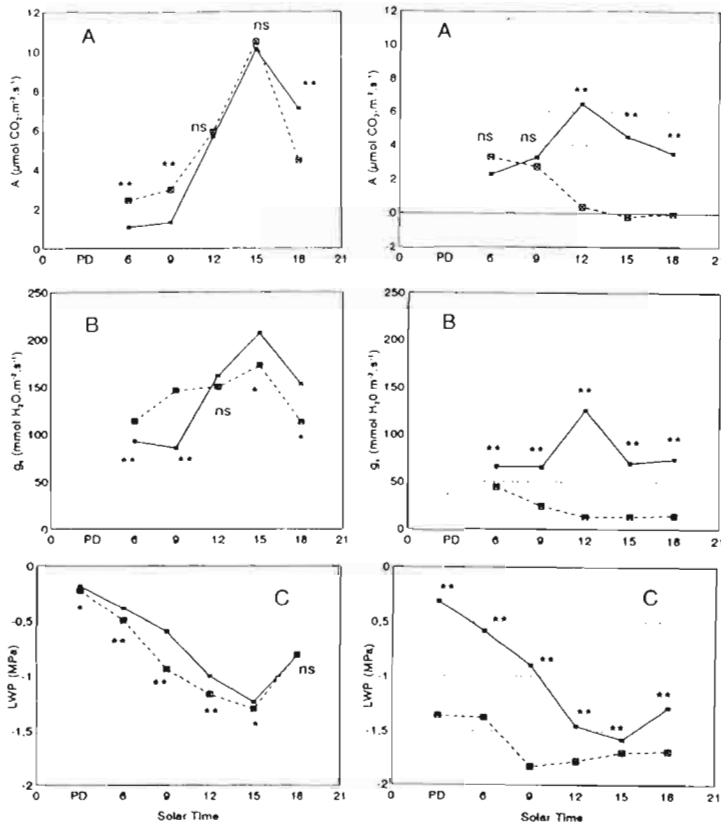 12
10
8
6
4
2
0
A (μmol CO₂.m⁻².s⁻¹)
A
ns
**
ns
**
**
0 PD 6 9 12 15 18 21
12
10
8
6
4
2
0
-2
A (μmol CO₂.m⁻².s⁻¹)
A
**
**
ns ns
**
0 PD 6 9 12 15 18 21
250
200
150
100
50
0
gₛ (mmol H₂O.m⁻².s⁻¹)
B
*
ns
*
** **
0 PD 6 9 12 15 18 21
250
200
150
100
50
0
gₛ (mmol H₂O m⁻².s⁻¹)
B
**
** ** ** **
0 PD 6 9 12 15 18 21
-0
-0,5
-1
-1,5
-2
LWP (MPa)
C
*
**
ns
**
**
*
0 PD 6 9 12 15 18 21
Solar Time
-0
-0,5
-1
-1.5
-2
LWP (MPa)
C
**
**
**
**
**
**
0 PD 6 9 12 15 18 21
Solar Time